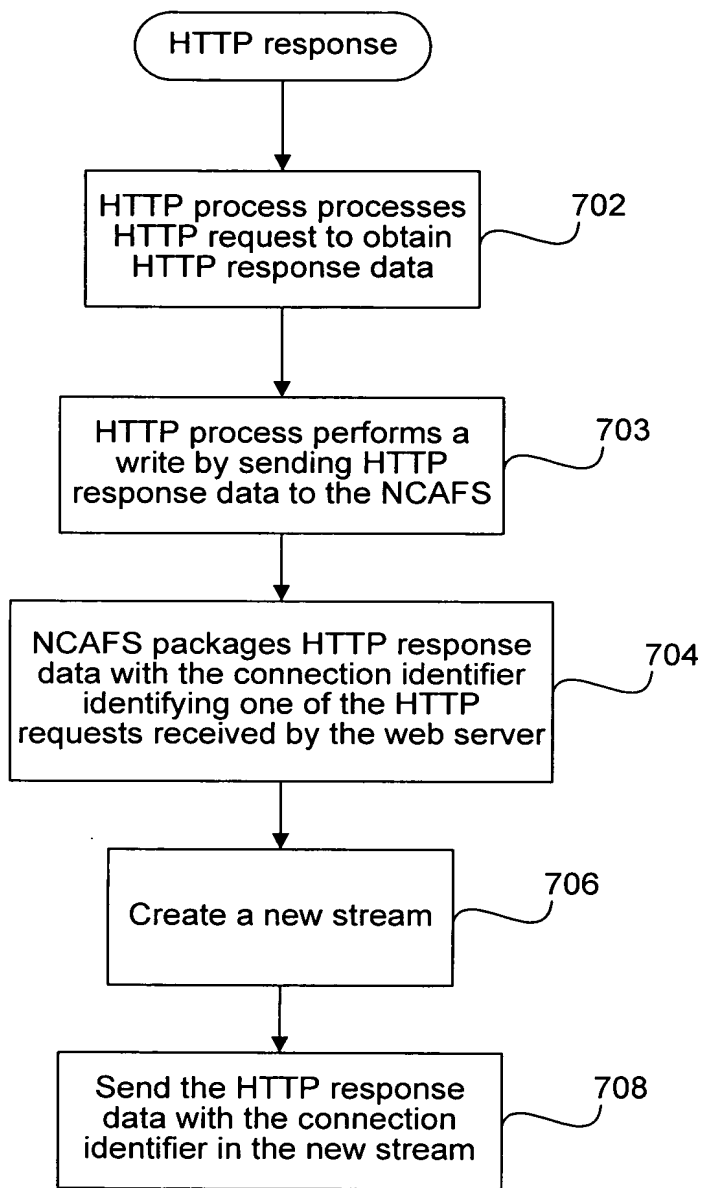 HTTP response
HTTP process processes
HTTP request to obtain
HTTP response data
702
HTTP process performs a
write by sending HTTP
response data to the NCAFS
703
NCAFS packages HTTP response
data with the connection identifier
identifying one of the HTTP
requests received by the web server
704
Create a new stream
706
Send the HTTP response
data with the connection
identifier in the new stream
708